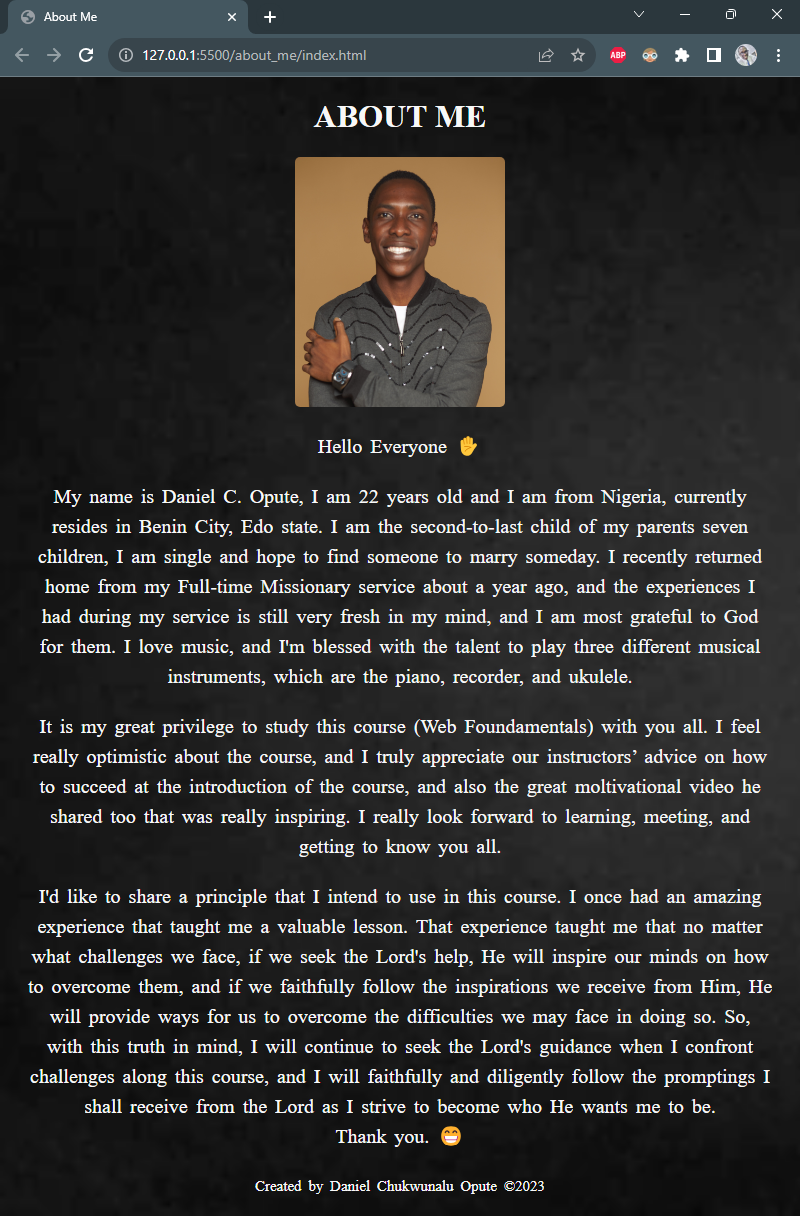 About Me
127.0.0.1:5500/about_me/index.html
ABP
ABOUT ME
Hello Everyone ✋
My name is Daniel C. Opute, I am 22 years old and I am from Nigeria, currently
resides in Benin City, Edo state. I am the second-to-last child of my parents seven
children, I am single and hope to find someone to marry someday. I recently returned
home from my Full-time Missionary service about a year ago, and the experiences I
had during my service is still very fresh in my mind, and I am most grateful to God
for them. I love music, and I'm blessed with the talent to play three different musical
instruments, which are the piano, recorder, and ukulele.
It is my great privilege to study this course (Web Foundamentals) with you all. I feel
really optimistic about the course, and I truly appreciate our instructors’ advice on how
to succeed at the introduction of the course, and also the great moltivational video he
shared too that was really inspiring. I really look forward to learning, meeting, and
getting to know you all.
I'd like to share a principle that I intend to use in this course. I once had an amazing
experience that taught me a valuable lesson. That experience taught me that no matter
what challenges we face, if we seek the Lord's help, He will inspire our minds on how
to overcome them, and if we faithfully follow the inspirations we receive from Him, He
will provide ways for us to overcome the difficulties we may face in doing so. So,
with this truth in mind, I will continue to seek the Lord's guidance when I confront
challenges along this course, and I will faithfully and diligently follow the promptings I
shall receive from the Lord as I strive to become who He wants me to be.
Thank you. 😁
Created by Daniel Chukwunalu Opute ©2023